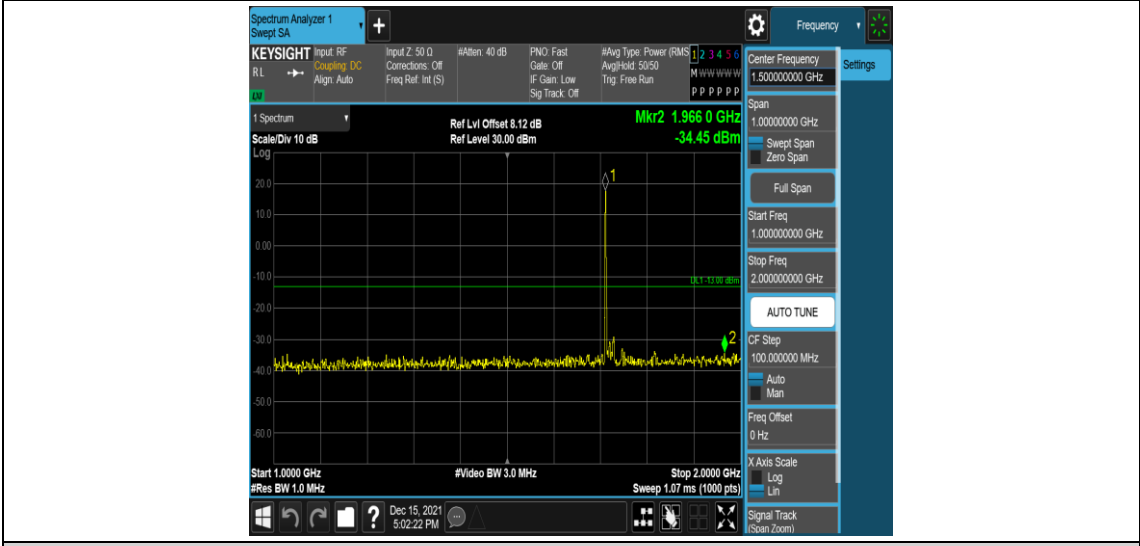 Spectrum Analyzer 1
Swept SA
+
Frequency
KEYSIGHT
RL
Input: RF
Coupling: DC
Align: Auto
Input Z: 50 Ω
Corrections: Off
Freq Ref: Int (S)
#Atten: 40 dB
PNO: Fast
Gate: Off
IF Gain: Low
Sig Track: Off
#Avg Type: Power (RMS
Avg|Hold: 50/50
Trig: Free Run
1 2 3 4 5 6
M W W W W W
P P P P P P
1 Spectrum
Scale/Div 10 dB
Log
Ref Lvl Offset 8.12 dB
Ref Level 30.00 dBm
Mkr2 1.966 0 GHz
-34.45 dBm
20.0
10.0
0.00
-10.0
-20.0
-30.0
-40.0
-50.0
-60.0
1
DL1 -13.00 dBm
2
Start 1.0000 GHz
#Res BW 1.0 MHz
#Video BW 3.0 MHz
Stop 2.0000 GHz
Sweep 1.07 ms (1000 pts)
?
Dec 15, 2021
5:02:22 PM
Center Frequency
1.500000000 GHz
Span
1.00000000 GHz
Swept Span
Zero Span
Full Span
Start Freq
1.000000000 GHz
Stop Freq
2.000000000 GHz
AUTO TUNE
CF Step
100.000000 MHz
Auto
Man
Freq Offset
0 Hz
X Axis Scale
Log
Lin
Signal Track
(Span Zoom)
Settings